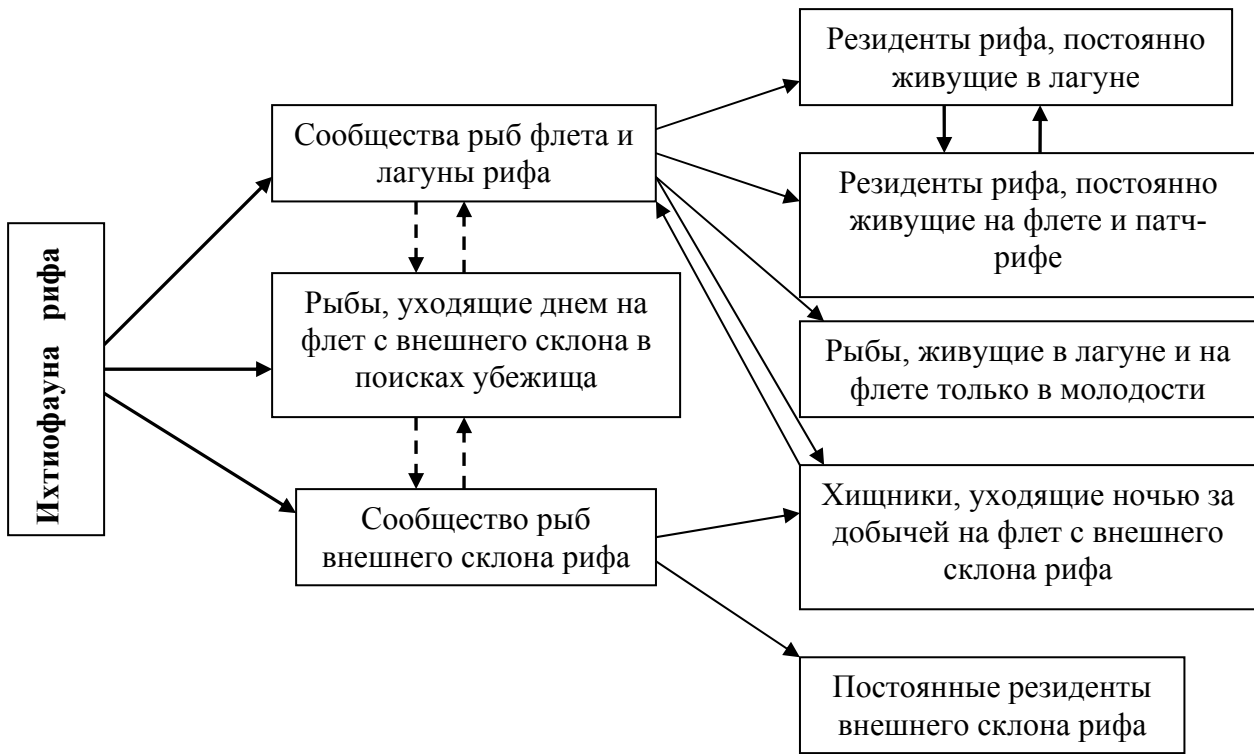 Ихтиофауна рифа
Сообщества рыб флета и
лагуны рифа
Рыбы, уходящие днем на
флет с внешнего склона в
поисках убежища
Сообщество рыб
внешнего склона рифа
Резиденты рифа, постоянно
живущие в лагуне
Резиденты рифа, постоянно
живущие на флете и патч-
рифе
Рыбы, живущие в лагуне и на
флете только в молодости
Хищники, уходящие ночью за
добычей на флет с внешнего
склона рифа
Постоянные резиденты
внешнего склона рифа